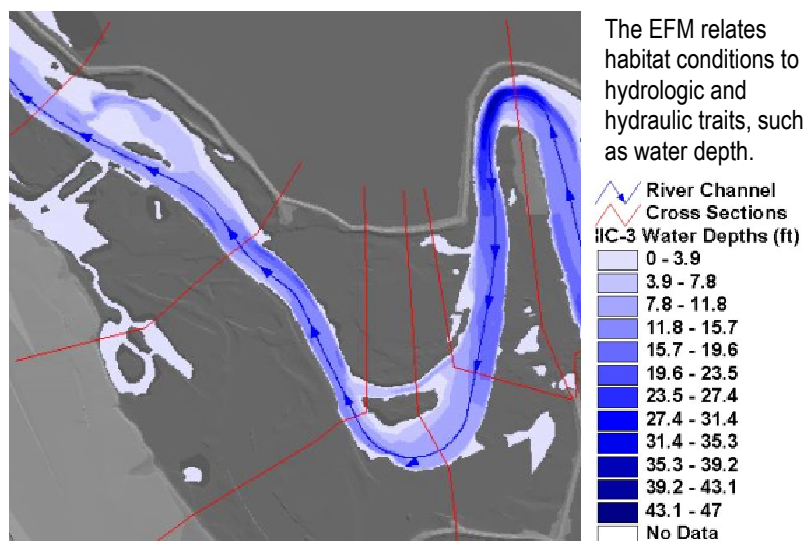 The EFM relates
habitat conditions to
hydrologic and
hydraulic traits, such
as water depth.
River Channel
Cross Sections
IIC-3 Water Depths (ft)
0 - 3.9
3.9 - 7.8
7.8 - 11.8
11.8 - 15.7
15.7 - 19.6
19.6 - 23.5
23.5 - 27.4
27.4 - 31.4
31.4 - 35.3
35.3 - 39.2
39.2 - 43.1
43.1 - 47
No Data